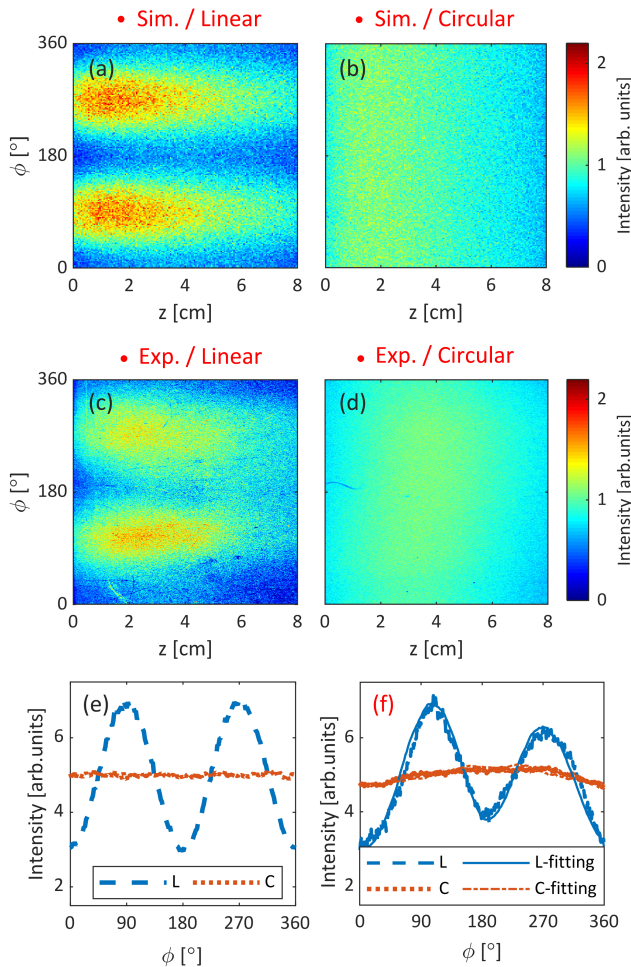 • Sim. / Linear
• Sim. / Circular
360
180
0
ϕ [°]
(a)
(b)
0 2 4 6 8
0 2 4 6 8
z [cm]
z [cm]
2
1
0
Intensity [arb. units]
• Exp. / Linear
• Exp. / Circular
360
180
0
ϕ [°]
(c)
(d)
0 2 4 6 8
0 2 4 6 8
z [cm]
z [cm]
2
1
0
Intensity [arb.units]
(e)
6
4
2
Intensity [arb.units]
L C
0 90 180 270 360
ϕ [°]
(f)
6
4
2
Intensity [arb.units]
L L-fitting
C C-fitting
0 90 180 270 360
ϕ [°]